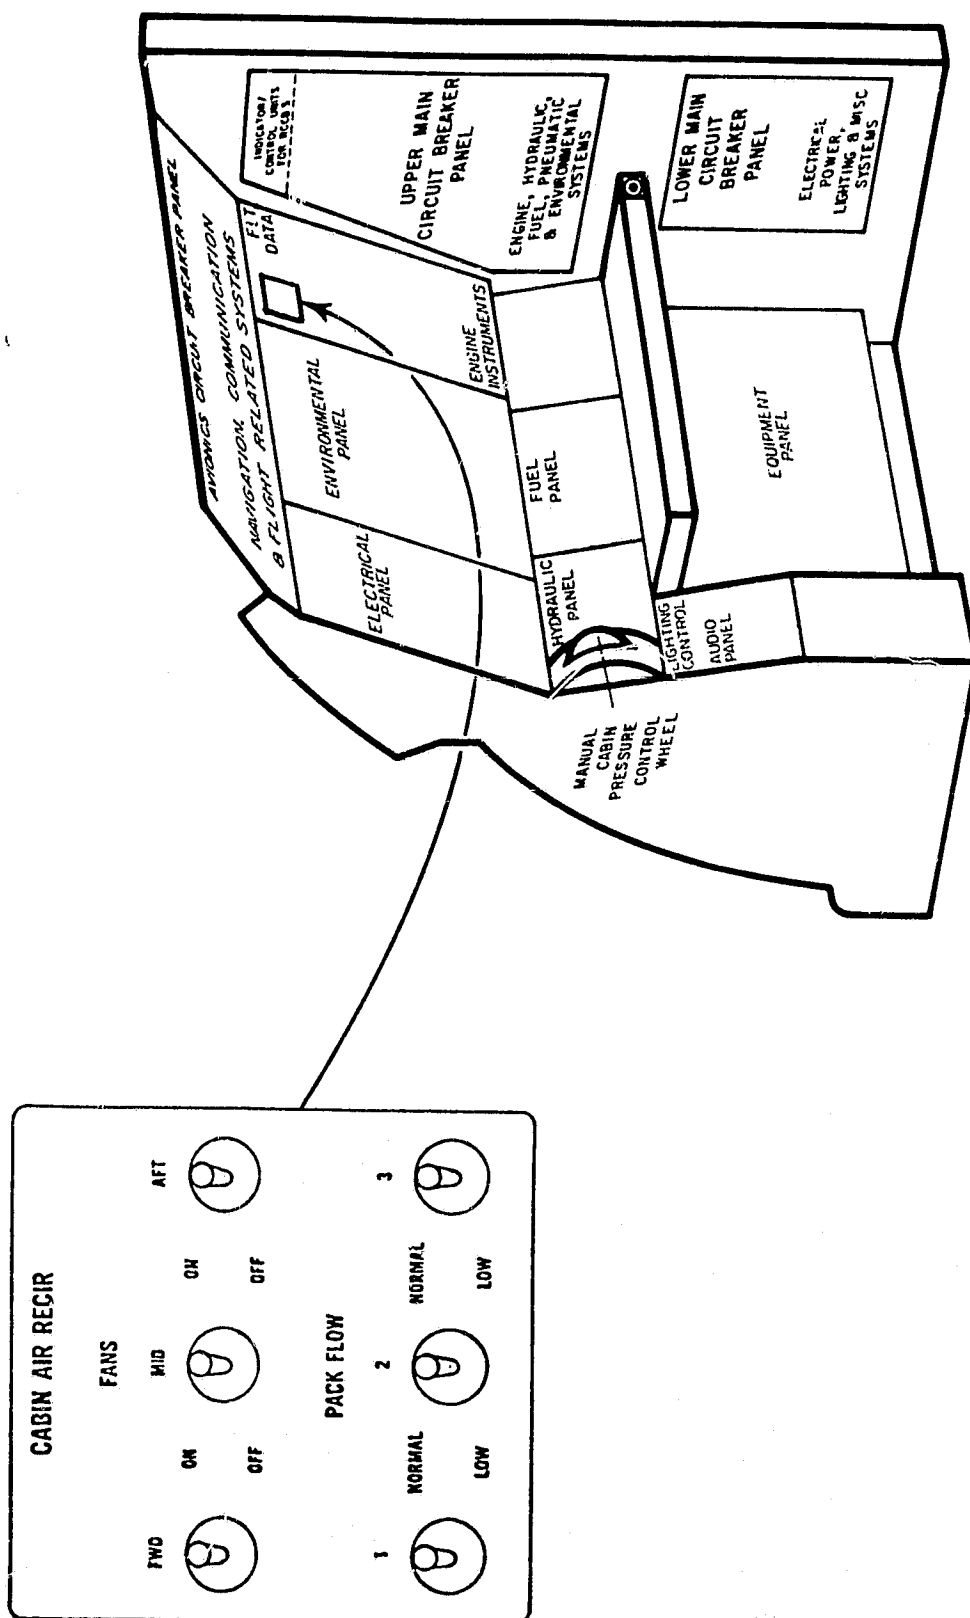 CABIN AIR RECIR
FANS
FWD
MID
AFT
ON
ON
OFF
OFF
PACK FLOW
1
2
3
NORMAL
NORMAL
LOW
LOW
AVIONICS CIRCUIT BREAKER PANEL
NAVIGATION COMMUNICATION
& FLIGHT RELATED SYSTEMS
INDICATOR/
CONTROL UNITS
FOR RCCB'S
FLT
DATA
UPPER MAIN
CIRCUIT BREAKER
PANEL
ENGINE, HYDRAULIC,
FUEL, PNEUMATIC
& ENVIRONMENTAL
SYSTEMS
ELECTRICAL
PANEL
ENVIRONMENTAL
PANEL
ENGINE
INSTRUMENTS
HYDRAULIC
PANEL
FUEL
PANEL
LOWER MAIN
CIRCUIT
BREAKER
PANEL
ELECTRICAL
POWER,
LIGHTING & MISC
SYSTEMS
MANUAL
CABIN
PRESSURE
CONTROL
WHEEL
LIGHTING
CONTROL
AUDIO
PANEL
EQUIPMENT
PANEL